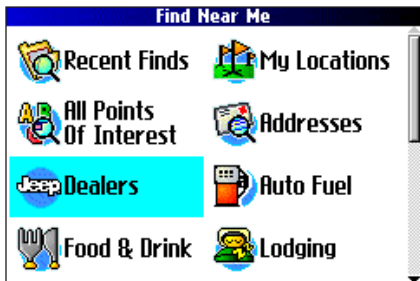 Find Near Me
Recent Finds
My Locations
All Points
Of Interest
Addresses
Jeep Dealers
Auto Fuel
Food & Drink
Lodging